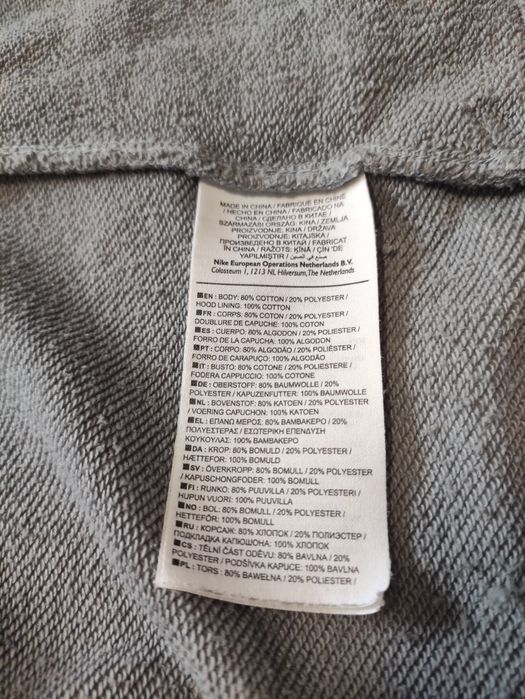 MADE IN CHINA / FABRIQUE EN CHINE
/ HECHO EN CHINA / FABRICADO NA
CHINA / СДЕЛАНО В КИТАЕ /
SZÁRMAZÁSI ORSZÁG: KÍNA / ZEMLJA
PROIZVODNJE: KINA / DRŽAVA
PROIZVODNJE: KITAJSKA /
ПРОИЗВЕДЕНО В КИТАЙ / FABRICAT
ÎN CHINA / RAŽOTS: ĶĪNĀ / ÇİN 'DE
YAPILMIŞTIR / صنع في الصين
Nike European Operations Netherlands B.V.
Colosseum 1, 1213 NL Hilversum, The Netherlands
■EN: BODY: 80% COTTON / 20% POLYESTER /
HOOD LINING: 100% COTTON
■FR: CORPS: 80% COTON / 20% POLYESTER /
DOUBLURE DE CAPUCHE: 100% COTON
■ES: CUERPO: 80% ALGODON / 20% POLIESTER /
FORRO DE LA CAPUCHA: 100% ALGODON
■PT: CORPO: 80% ALGODÃO / 20% POLIÉSTER /
FORRO DE CARAPUÇO: 100% ALGODÃO
■IT: BUSTO: 80% COTONE / 20% POLIESTERE /
FODERA CAPPUCCIO: 100% COTONE
■DE: OBERSTOFF: 80% BAUMWOLLE / 20%
POLYESTER / KAPUZENFUTTER: 100% BAUMWOLLE
■NL: BOVENSTOF: 80% KATOEN / 20% POLYESTER
/ VOERING CAPUCHON: 100% KATOEN
■EL: ΕΠΑΝΩ ΜΕΡΟΣ: 80% ΒΑΜΒΑΚΕΡΟ / 20%
ΠΟΛΥΕΣΤΕΡΑΣ / ΕΣΩΤΕΡΙΚΗ ΕΠΕΝΔΥΣΗ
ΚΟΥΚΟΥΛΑΣ: 100% ΒΑΜΒΑΚΕΡΟ
■DA: KROP: 80% BOMULD / 20% POLYESTER /
HÆTTEFOR: 100% BOMULD
■SV: ÖVERKROPP: 80% BOMULL / 20% POLYESTER
/ KAPUSCHONGFODER: 100% BOMULL
■FI: RUNKO: 80% PUUVILLA / 20% POLYESTERI /
HUPUN VUORI: 100% PUUVILLA
■NO: BOL: 80% BOMULL / 20% POLYESTER /
HETTEFÔR: 100% BOMULL
■RU: КОРСАЖ: 80% ХЛОПОК / 20% ПОЛИЭСТЕР /
ПОДКЛАДКА КАПЮШОНА: 100% ХЛОПОК
■CS: TĚLNÍ ČÁST ODĚVU: 80% BAVLNA / 20%
POLYESTER / PODŠÍVKA KAPUCE: 100% BAVLNA
■PL: TORS: 80% BAWEŁNA / 20% POLIESTER /